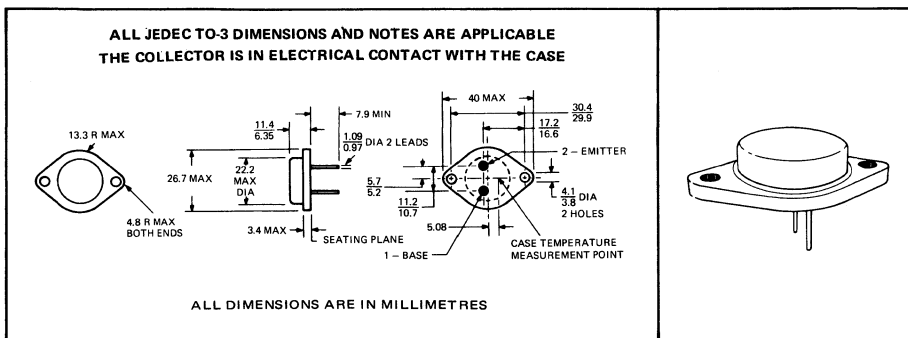 ALL JEDEC TO-3 DIMENSIONS AND NOTES ARE APPLICABLE
THE COLLECTOR IS IN ELECTRICAL CONTACT WITH THE CASE
40 MAX
7.9 MIN
30.4
29.9
11.4
6.35
17.2
16.6
13.3 R MAX
1.09
0.97
DIA 2 LEADS
2 – EMITTER
26.7 MAX
22.2
MAX
DIA
5.7
5.2
4.1
3.8
DIA
2 HOLES
11.2
10.7
4.8 R MAX
BOTH ENDS
5.08
3.4 MAX
SEATING PLANE
CASE TEMPERATURE
MEASUREMENT POINT
1 – BASE
ALL DIMENSIONS ARE IN MILLIMETRES